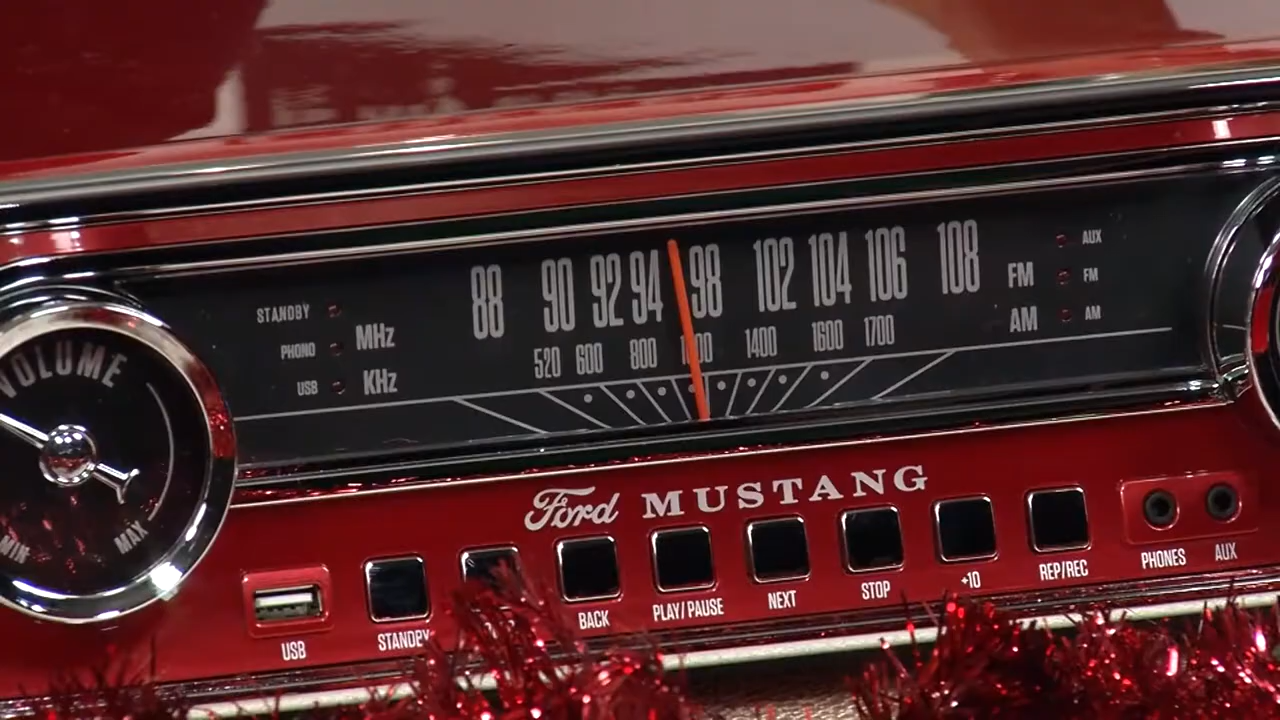 VOLUME
MIN MAX
STANDBY
PHONO
USB
MHz
KHz
88 90 92 94 98 102 104 106 108
520 600 800 1400 1600 1700
FM
AM
AUX
FM
AM
Ford MUSTANG
USB
STANDBY
BACK
PLAY/PAUSE
NEXT
STOP
+10
REP/REC
PHONES
AUX